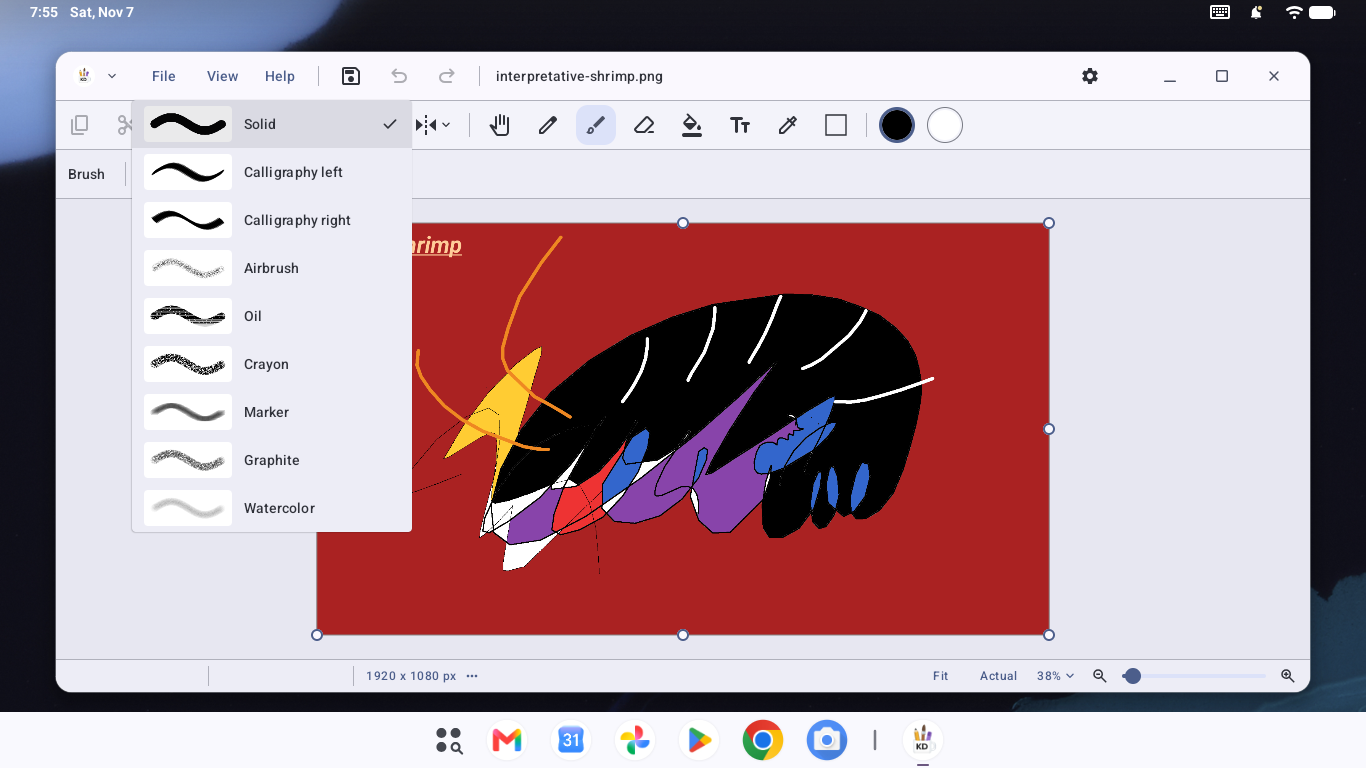 7:55 Sat, Nov 7
File View Help interpretative-shrimp.png
Solid
Tт
Calligraphy left
Brush
Calligraphy right
hrimp
Airbrush
Oil
Crayon
Marker
Graphite
Watercolor
1920 x 1080 px ··· Fit Actual 38%
31
KD